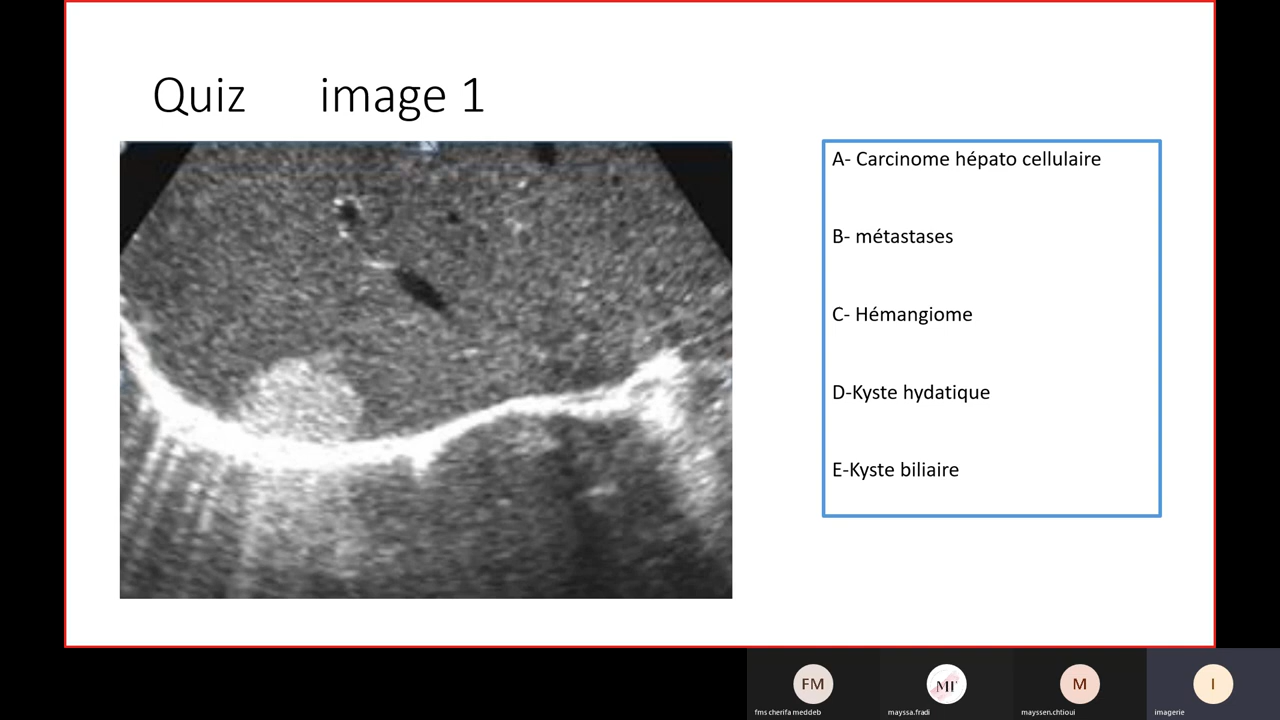 Quiz image 1
A- Carcinome hépato cellulaire
B- métastases
C- Hémangiome
D-Kyste hydatique
E-Kyste biliaire
FM
MF
M
I
fms cherifa meddeb
mayssa.fradi
mayssen.chtioui
imagerie